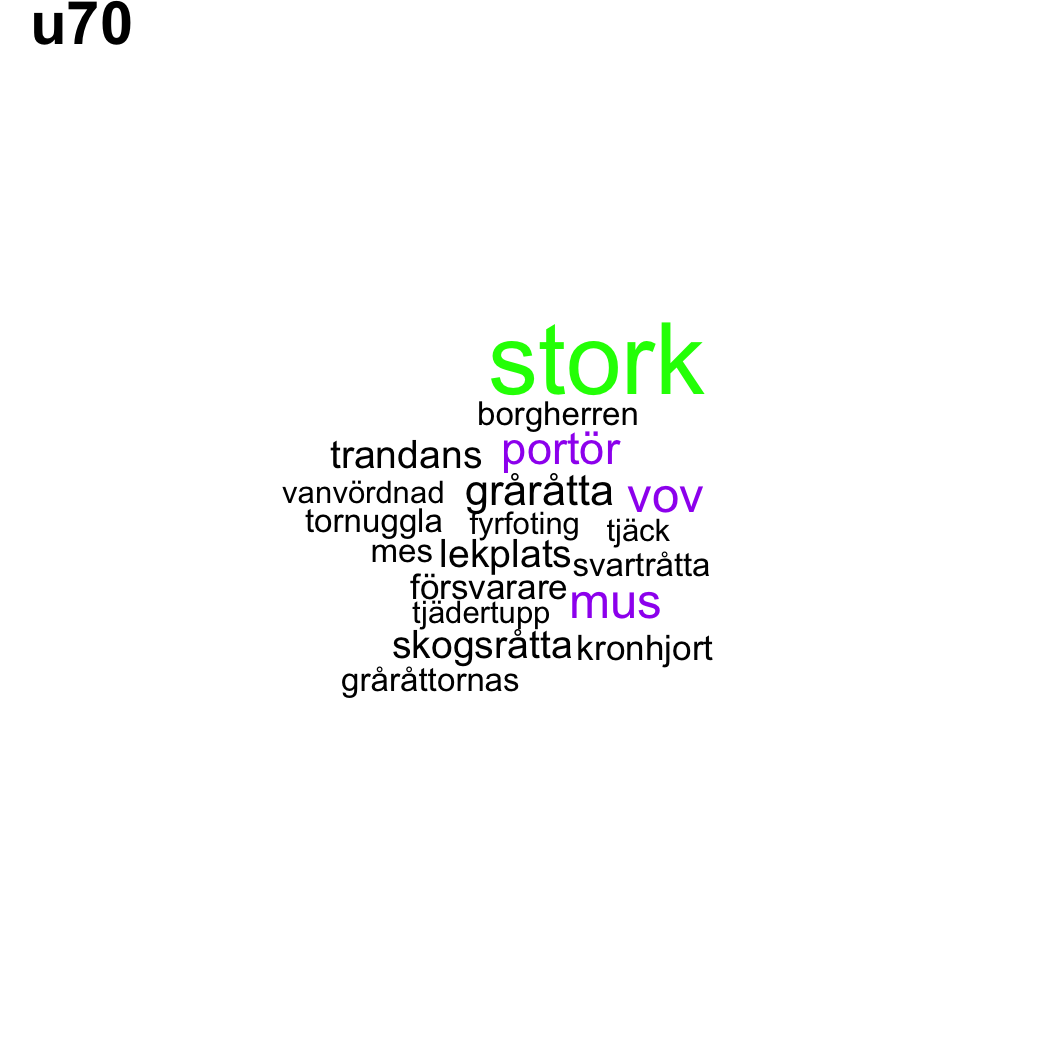 u70
stork
borgherren
trandans portör
vanvördnad gråråtta vov
tornuggla fyrfoting tjäck
mes lekplats svartråtta
försvarare mus
tjädertupp
skogsråtta kronhjort
gråråttornas